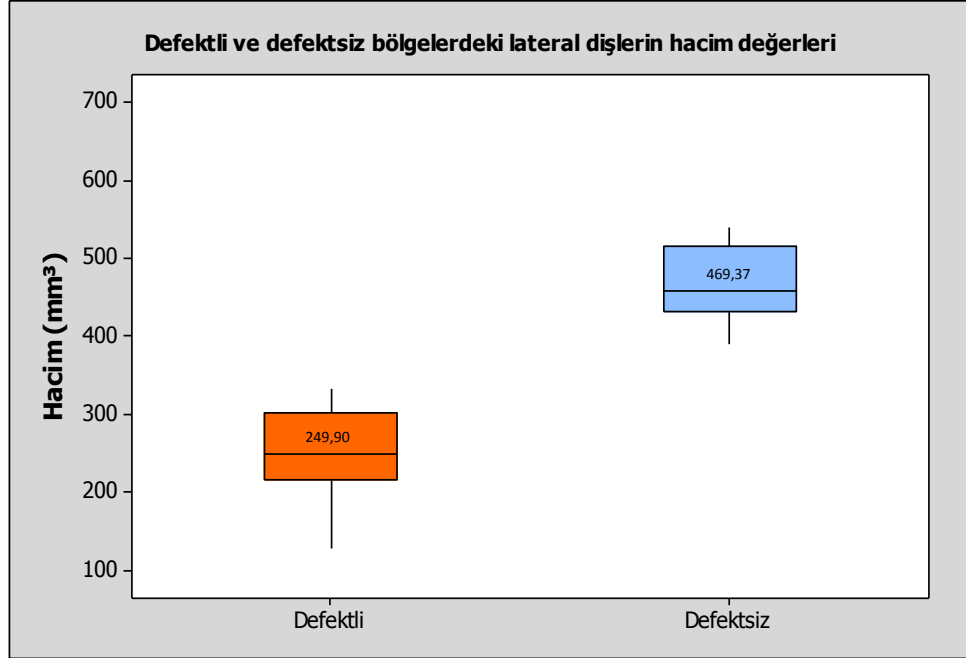 Defektli ve defektsiz bölgelerdeki lateral dişlerin hacim değerleri
Hacim (mm³)
700
600
500
400
300
200
100
469,37
249,90
Defektli
Defektsiz